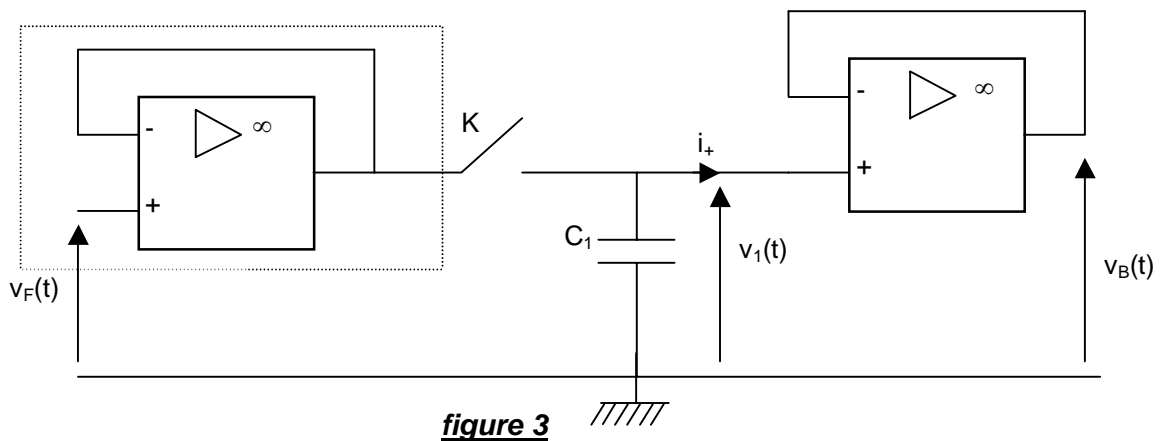 - ∞
+
v_F(t)
K
C₁
i₊
v₁(t)
- ∞
+
v_B(t)
figure 3